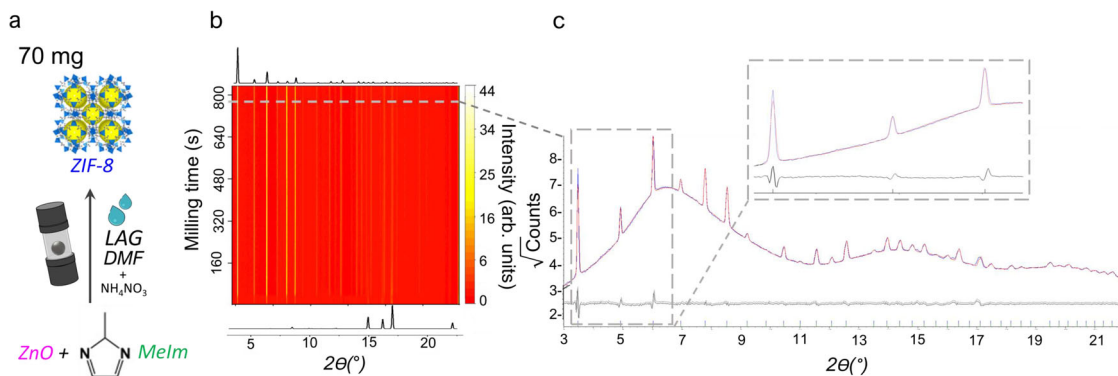 a
70 mg
ZIF-8
LAG
DMF
+
NH₄NO₃
ZnO + N N MeIm
b
Milling time (s)
800
640
480
320
160
5 10 15 20
2Θ(°)
44
34
26
16
6
0
Intensity (arb. units)
c
√Counts
8
7
6
5
4
3
2
3 5 7 9 11 13 15 17 19 21
2Θ(°)